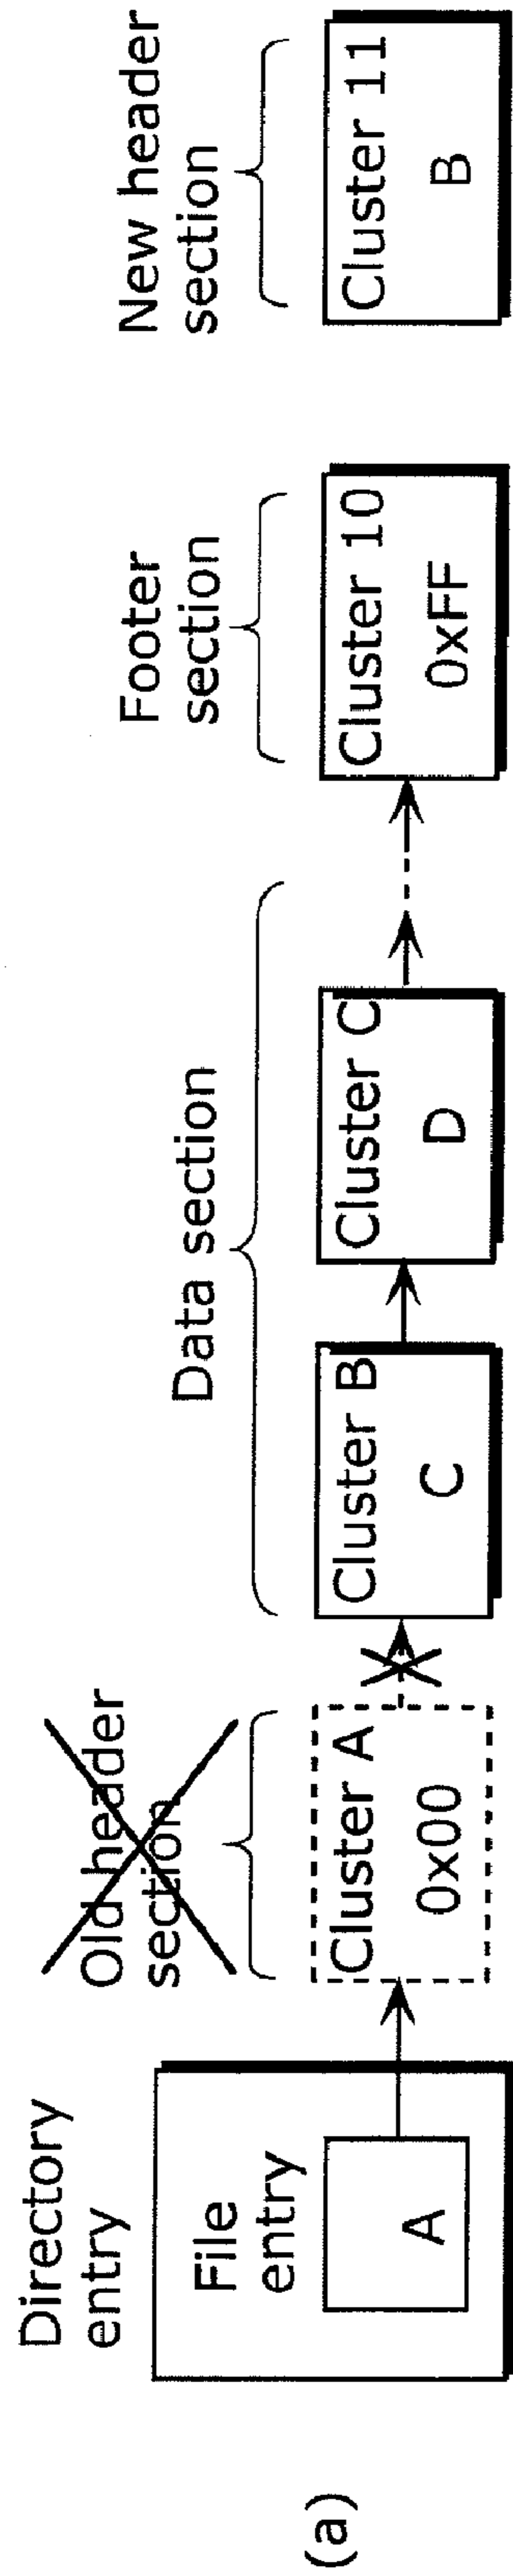 (a)
Directory
entry
File
entry
A
Old header
section
Cluster A
0x00
Data section
Cluster B
C
Cluster C
D
Footer
section
Cluster 10
0xFF
New header
section
Cluster 11
B